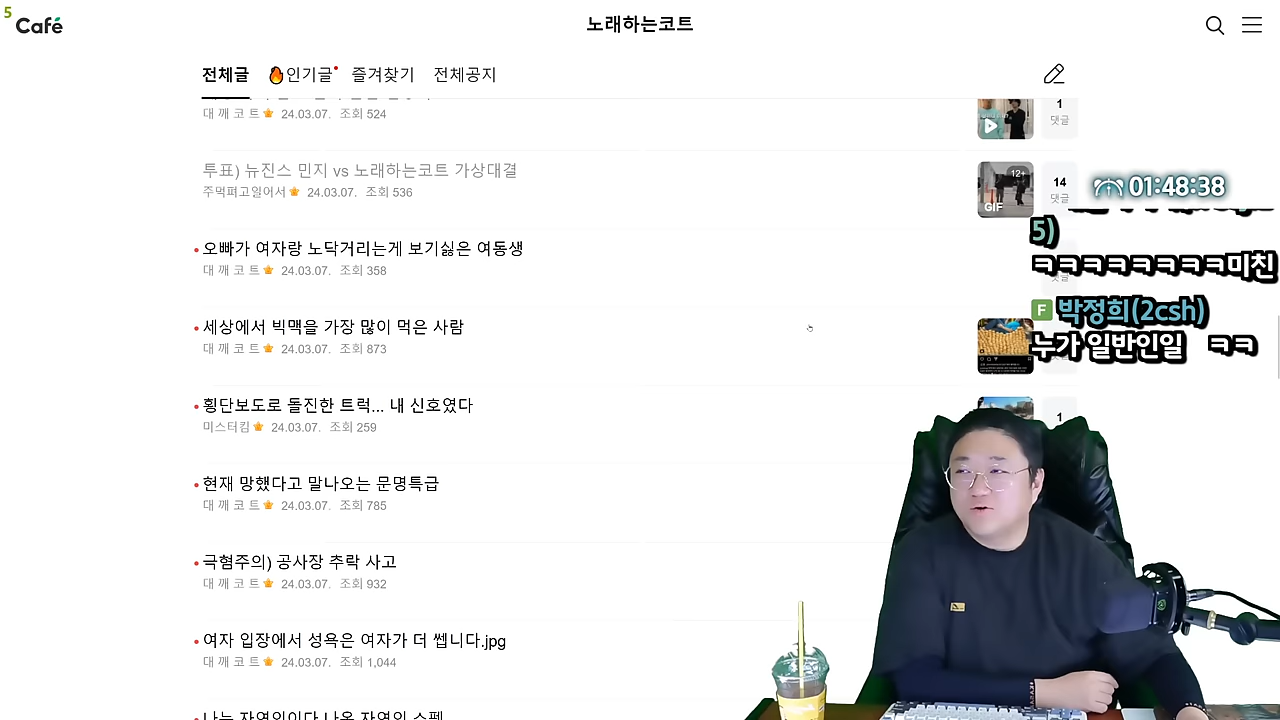 5
Café
노래하는코트
전체글 인기글 즐겨찾기 전체공지
대 깨 코 트 24.03.07. 조회 524
1
댓글
투표) 뉴진스 민지 vs 노래하는코트 가상대결
주먹펴고일어서 24.03.07. 조회 536
12+
GIF
14
댓글
01:48:38
오빠가 여자랑 노닥거리는게 보기싫은 여동생
대 깨 코 트 24.03.07. 조회 358
댓글
5)
ㅋㅋㅋㅋㅋㅋㅋㅋ미친
F 박정희(2csh)
누가 일반인일 ㅋㅋ
세상에서 박카스를 가장 많이 먹은 사람
대 깨 코 트 24.03.07. 조회 873
횡단보도로 돌진한 트럭... 내 신호였다
미스터킴 24.03.07. 조회 259
1
현재 망했다고 말나오는 문명특급
대 깨 코 트 24.03.07. 조회 785
극혐주의) 공사장 추락 사고
대 깨 코 트 24.03.07. 조회 932
여자 입장에서 성욕은 여자가 더 쎕니다.jpg
대 깨 코 트 24.03.07. 조회 1,044